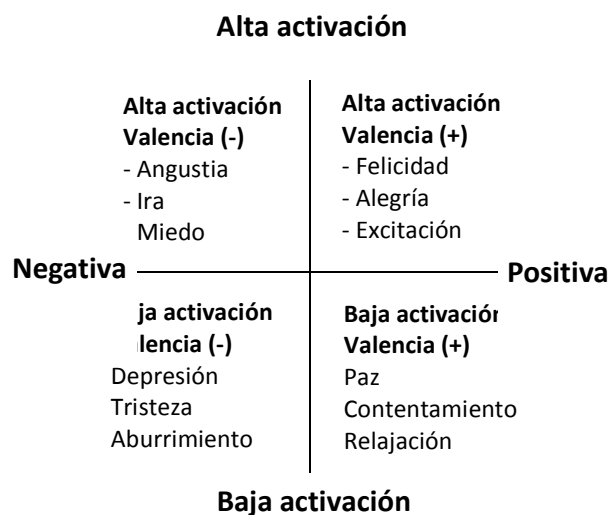 Alta activación
Alta activación
Valencia (-)
- Angustia
- Ira
Miedo
Alta activación
Valencia (+)
- Felicidad
- Alegría
- Excitación
Negativa
Positiva
ja activación
lencia (-)
Depresión
Tristeza
Aburrimiento
Baja activación
Valencia (+)
Paz
Contentamiento
Relajación
Baja activación